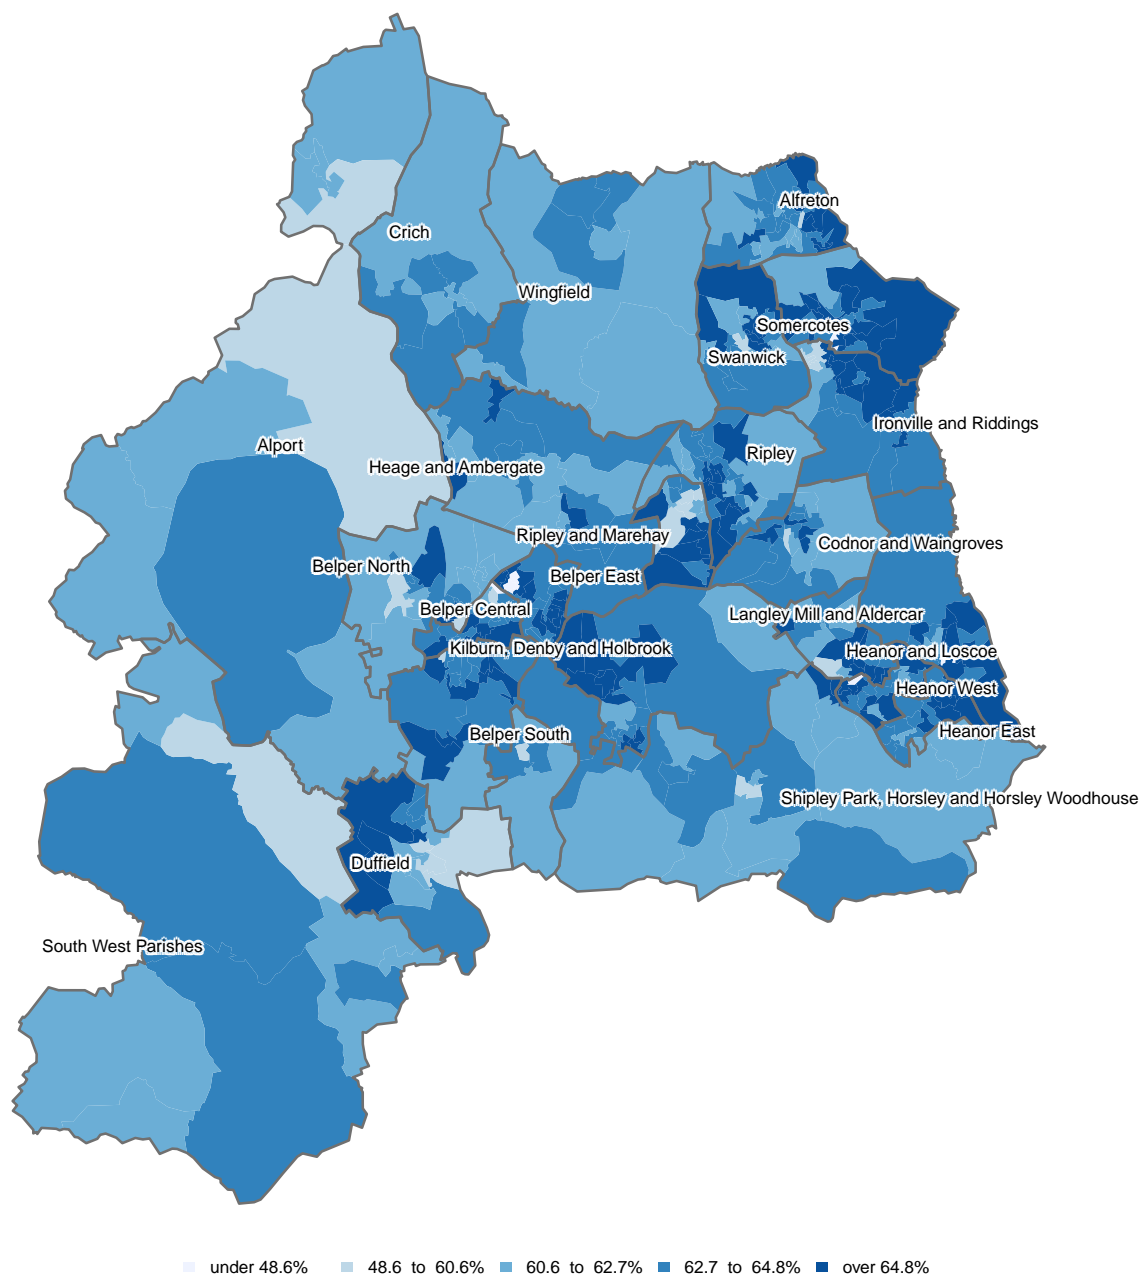 Alfreton
Crich
Wingfield
Somercotes
Swanwick
Ironville and Riddings
Alport
Ripley
Heage and Ambergate
Ripley and Marehay
Codnor and Waingroves
Belper North
Belper East
Belper Central
Langley Mill and Aldercar
Kilburn, Denby and Holbrook
Heanor and Loscoe
Heanor West
Belper South
Heanor East
Shipley Park, Horsley and Horsley Woodhouse
Duffield
South West Parishes
under 48.6% 48.6 to 60.6% 60.6 to 62.7% 62.7 to 64.8% over 64.8%